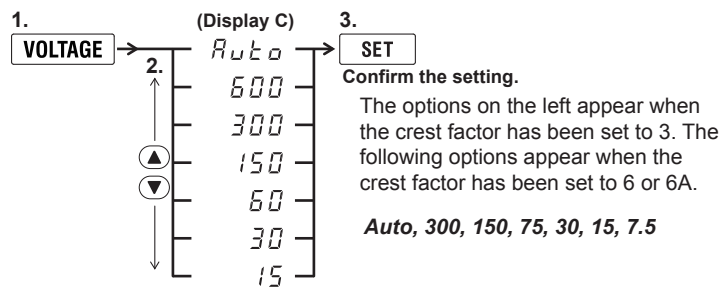 1.
(Display C)
3.
VOLTAGE
Auto
SET
2.
Confirm the setting.
600
300
150
60
30
15
The options on the left appear when
the crest factor has been set to 3. The
following options appear when the
crest factor has been set to 6 or 6A.
Auto, 300, 150, 75, 30, 15, 7.5